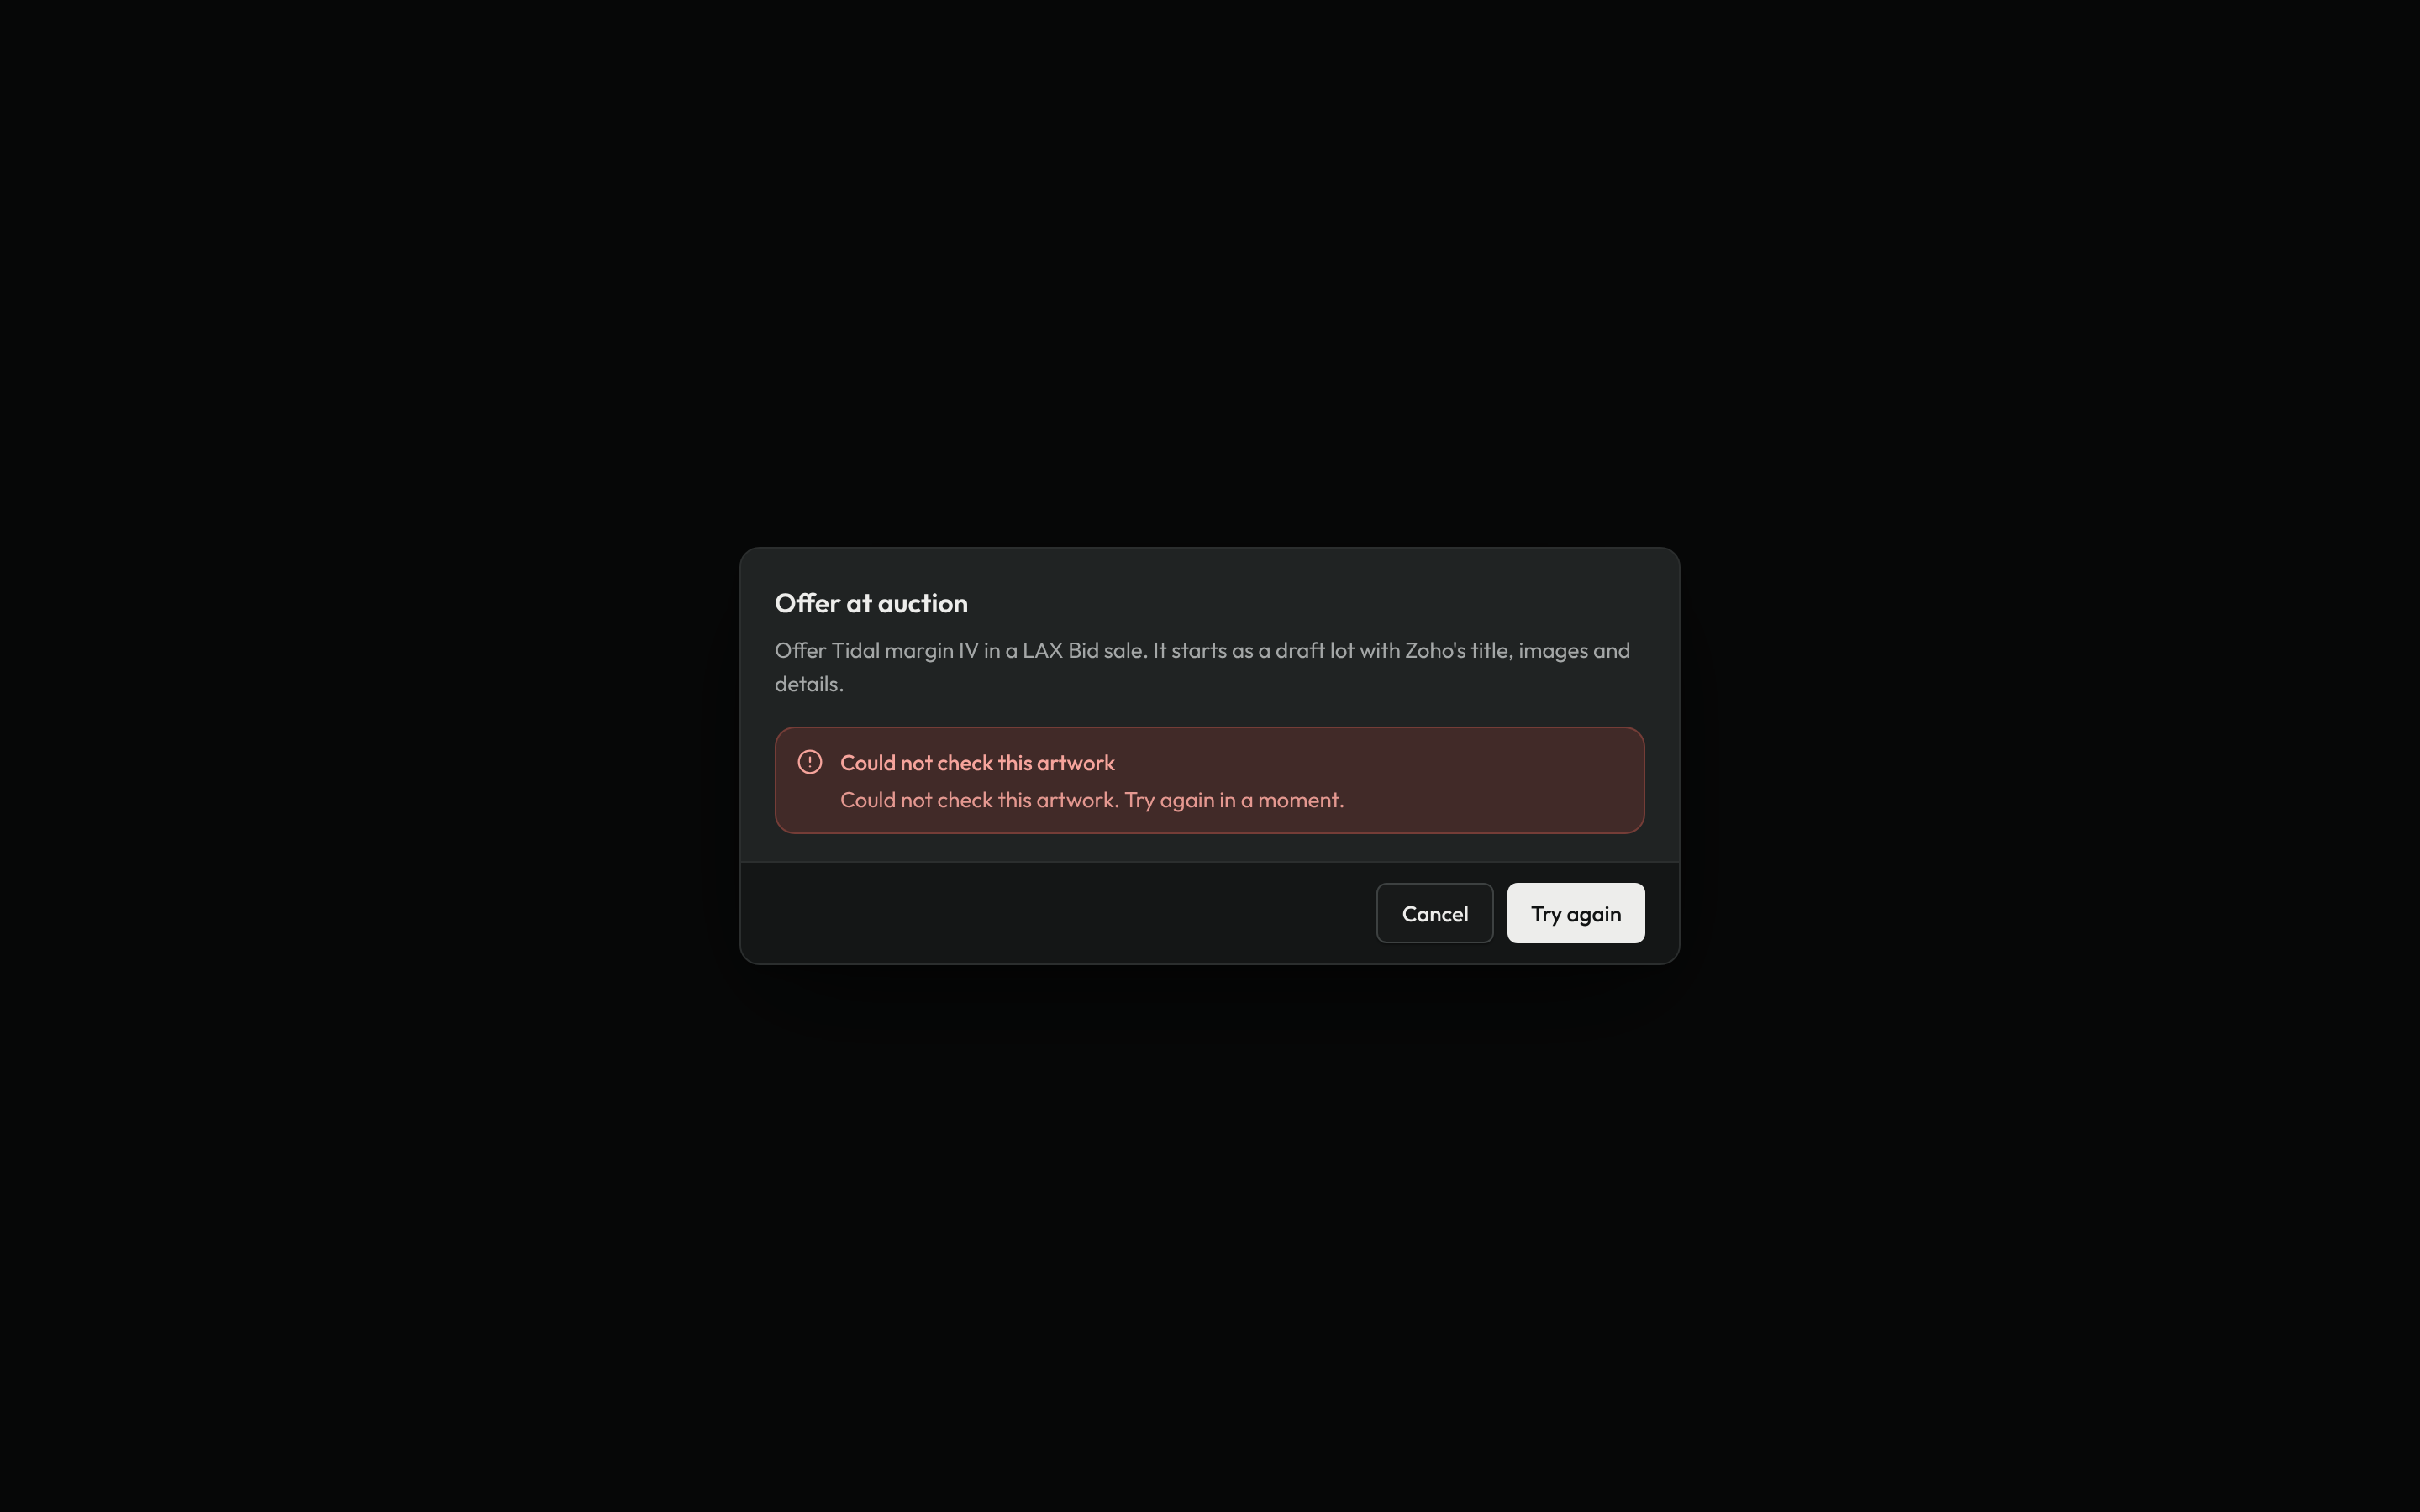 Offer at auction
Offer Tidal margin IV in a LAX Bid sale. It starts as a draft lot with Zoho's title, images and
details.
Could not check this artwork
Could not check this artwork. Try again in a moment.
Cancel
Try again